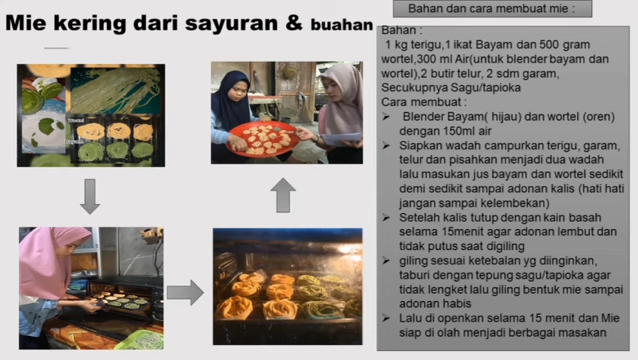 Mie kering dari sayuran & buahan
Bahan dan cara membuat mie :
Bahan :
1 kg terigu,1 ikat Bayam dan 500 gram
wortel,300 ml Air(untuk blender bayam dan
wortel),2 butir telur, 2 sdm garam,
Secukupnya Sagu/tapioka
Cara membuat :
➢ Blender Bayam( hijau) dan wortel (oren)
dengan 150ml air
➢ Siapkan wadah campurkan terigu, garam,
telur dan pisahkan menjadi dua wadah
lalu masukan jus bayam dan wortel sedikit
demi sedikit sampai adonan kalis (hati hati
jangan sampai kelembekan)
➢ Setelah kalis tutup dengan kain basah
selama 15menit agar adonan lembut dan
tidak putus saat digiling
➢ giling sesuai ketebalan yg diinginkan,
taburi dengan tepung sagu/tapioka agar
tidak lengket lalu giling bentuk mie sampai
adonan habis
➢ Lalu di openkan selama 15 menit dan Mie
siap di olah menjadi berbagai masakan